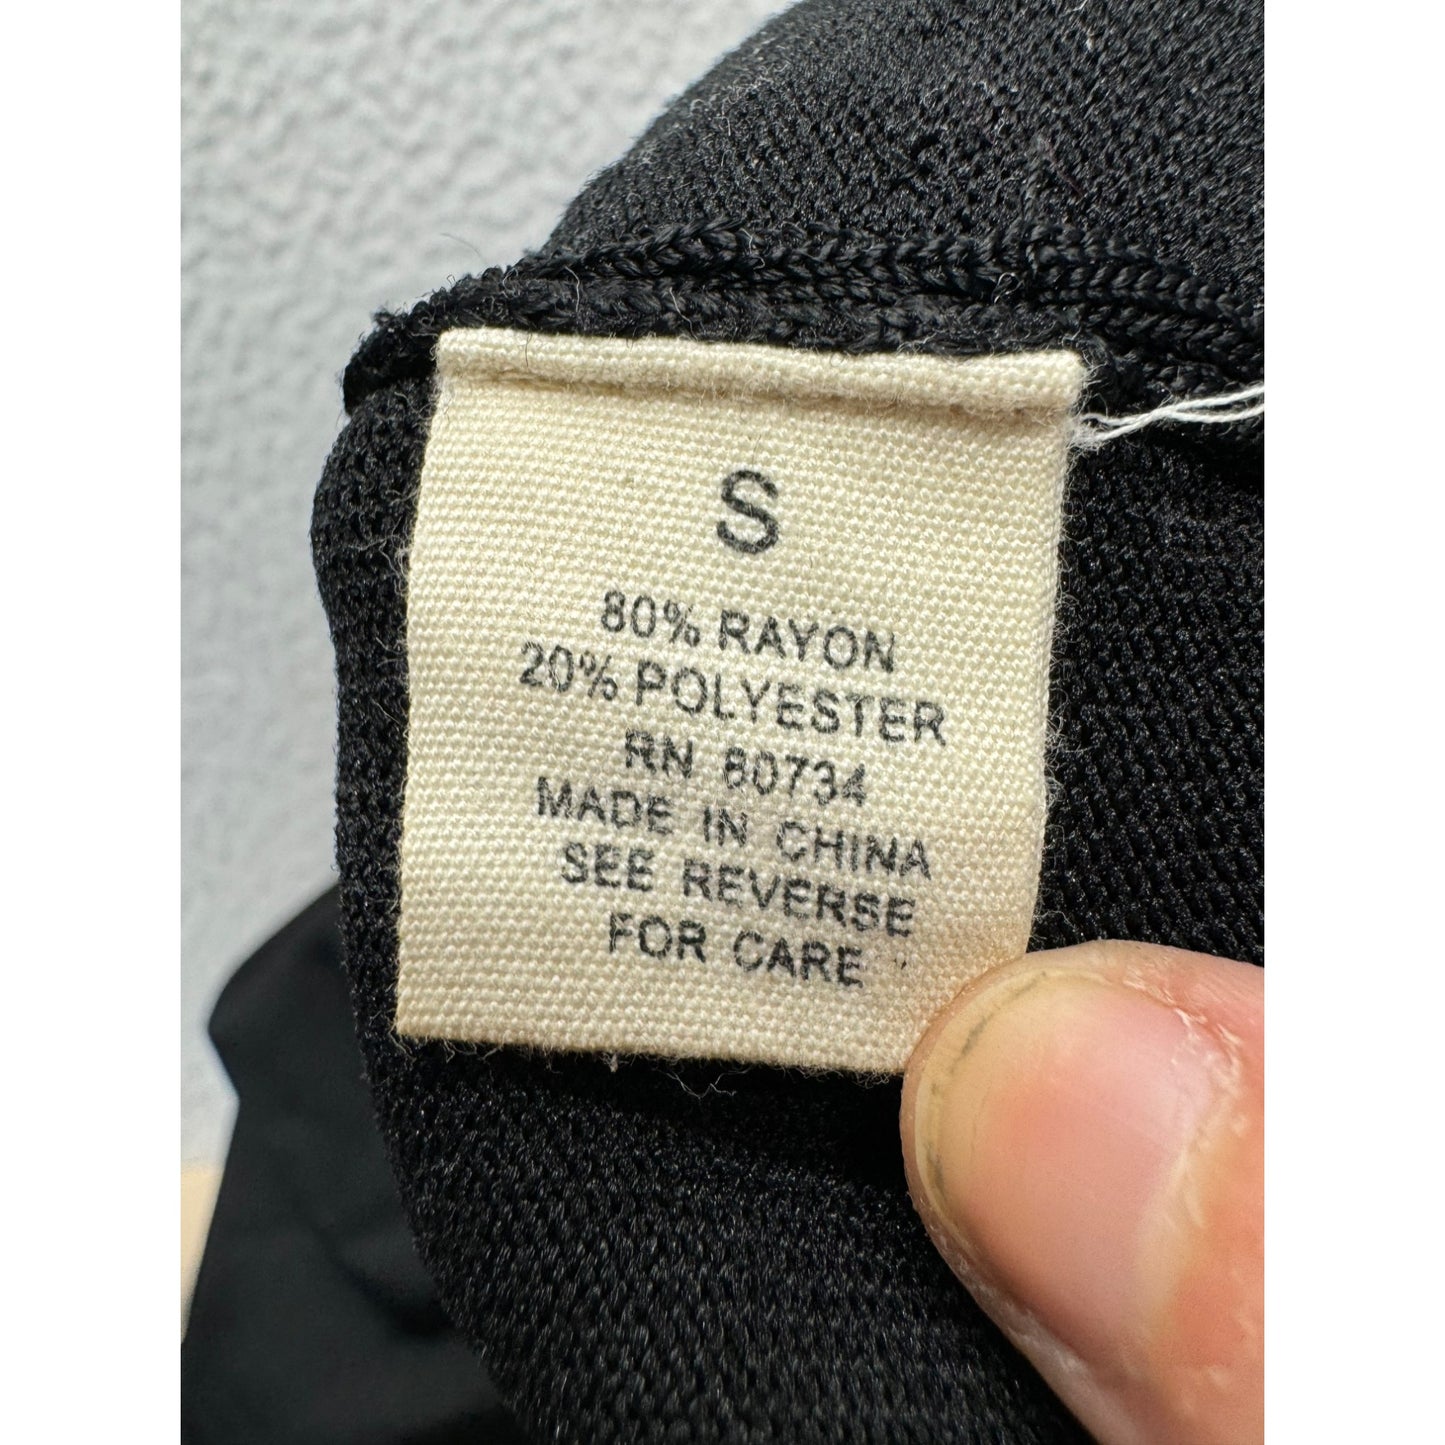 S
80% RAYON
20% POLYESTER
RN 80734
MADE IN CHINA
SEE REVERSE
FOR CARE